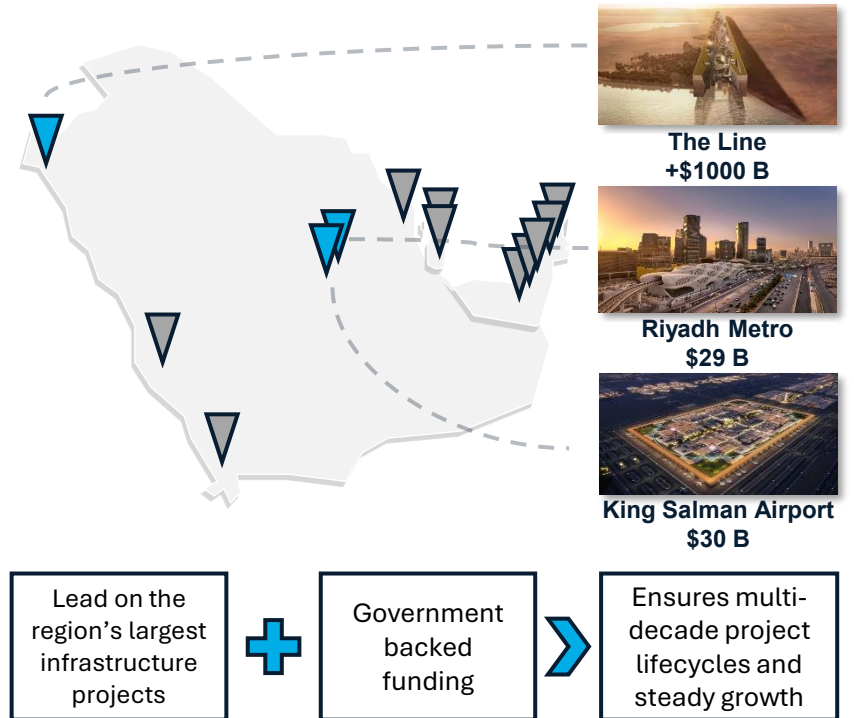 The Line
+$1000 B
Riyadh Metro
$29 B
King Salman Airport
$30 B
Lead on the
region's largest
infrastructure
projects
Government
backed
funding
Ensures multi-
decade project
lifecycles and
steady growth